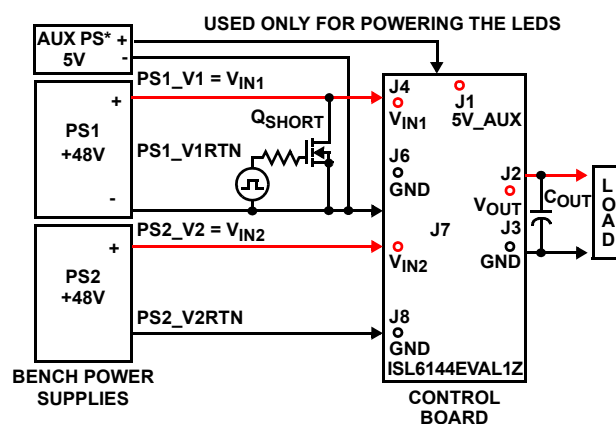 USED ONLY FOR POWERING THE LEDS
AUX PS* +
5V -
PS1_V1 = VIN1
+
PS1
+48V
-
QSHORT
PS1_V1RTN
PS2_V2 = VIN2
+
PS2
+48V
PS2_V2RTN
J4
VIN1
J1
5V_AUX
J6
GND
J2
VOUT
J7
J3
GND
VIN2
J8
GND
ISL6144EVAL1Z
COUT
LOAD
BENCH POWER
SUPPLIES
CONTROL
BOARD